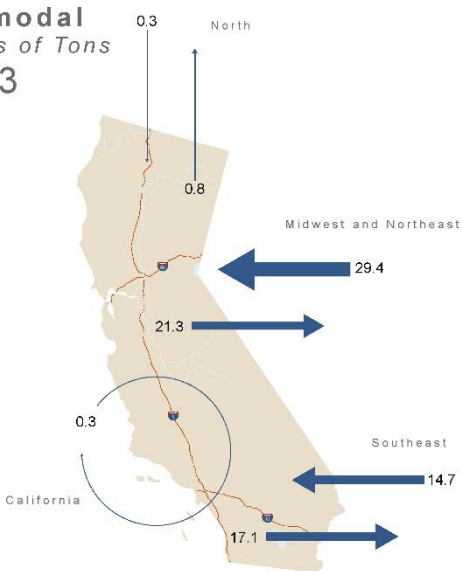 modal
s of Tons
3
0.3
North
0.8
Midwest and Northeast
29.4
21.3
0.3
Southeast
14.7
California
17.1